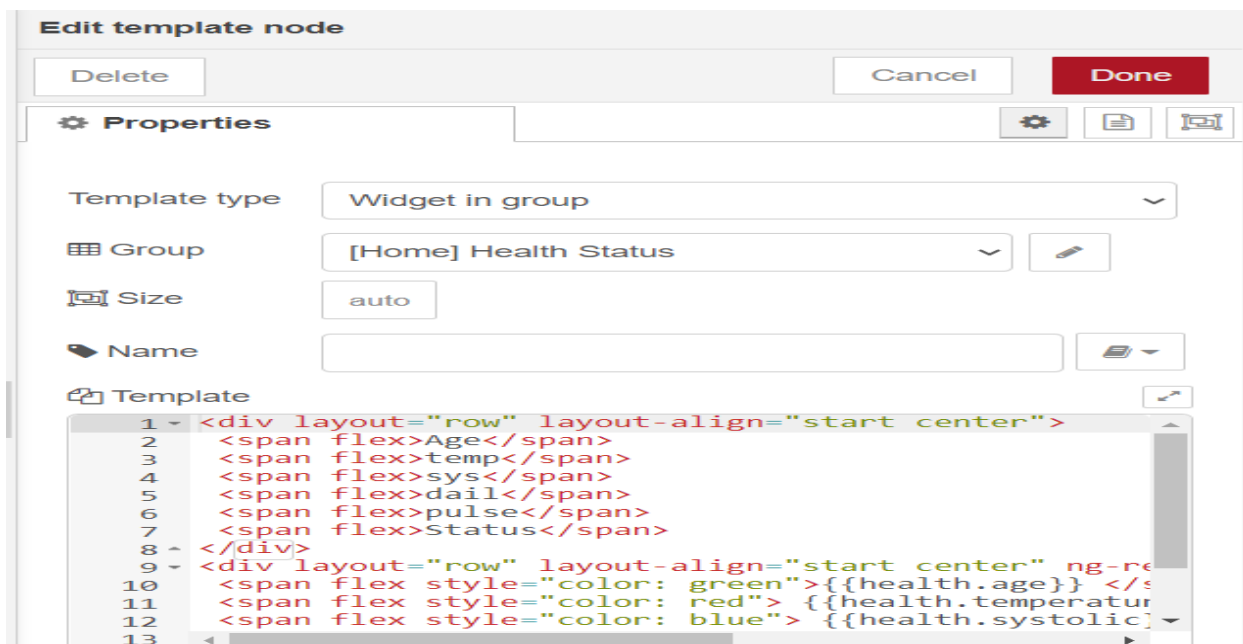 Edit template node
Delete Cancel Done
Properties
Template type Widget in group
Group [Home] Health Status
Size auto
Name
Template
1 <div layout="row" layout-align="start center">
2 <span flex>Age</span>
3 <span flex>temp</span>
4 <span flex>sys</span>
5 <span flex>dail</span>
6 <span flex>pulse</span>
7 <span flex>Status</span>
8 </div>
9 <div layout="row" layout-align="start center" ng-re
10 <span flex style="color: green">{{health.age}} </s
11 <span flex style="color: red"> {{health.temperatur
12 <span flex style="color: blue"> {{health.systolic}
13